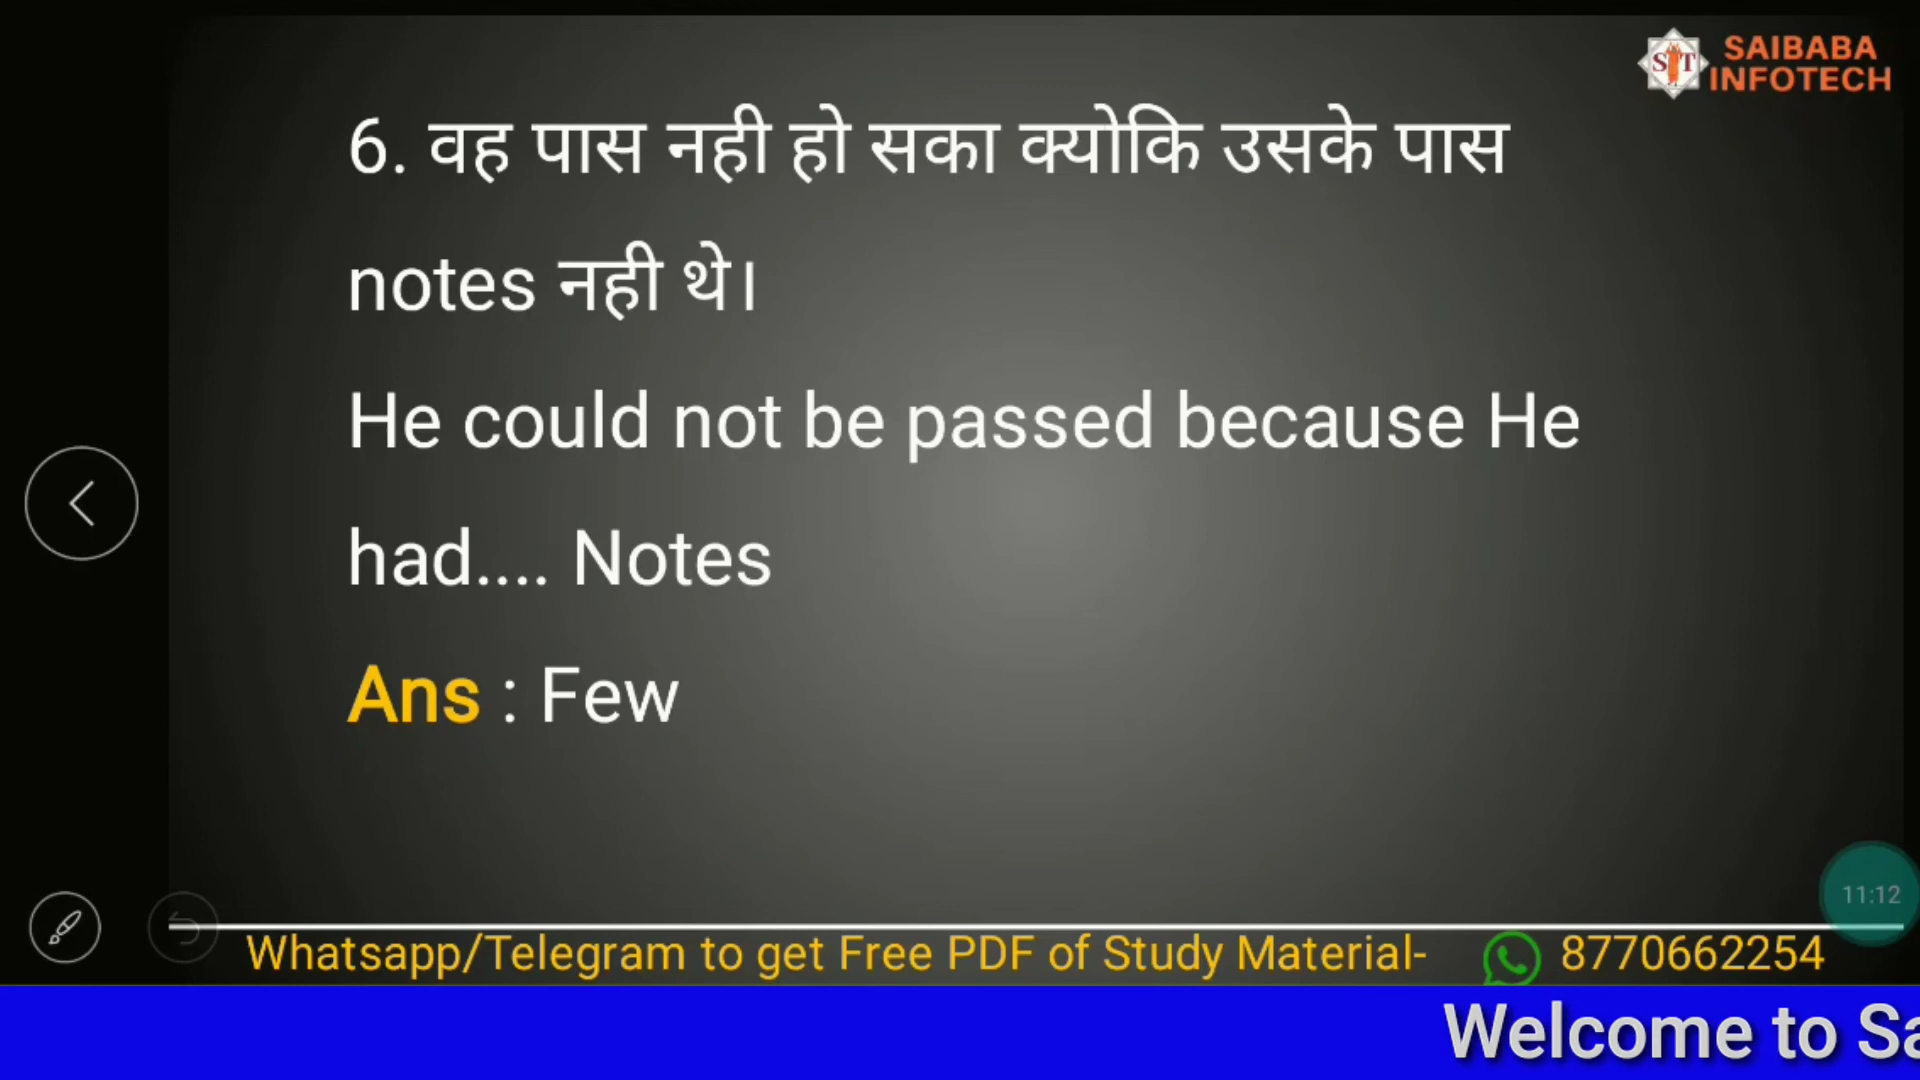 SAIBABA
INFOTECH
SIT
6. वह पास नही हो सका क्योकि उसके पास
notes नही थे।
He could not be passed because He
had.... Notes
Ans : Few
11:12
Whatsapp/Telegram to get Free PDF of Study Material- 8770662254
Welcome to Sa